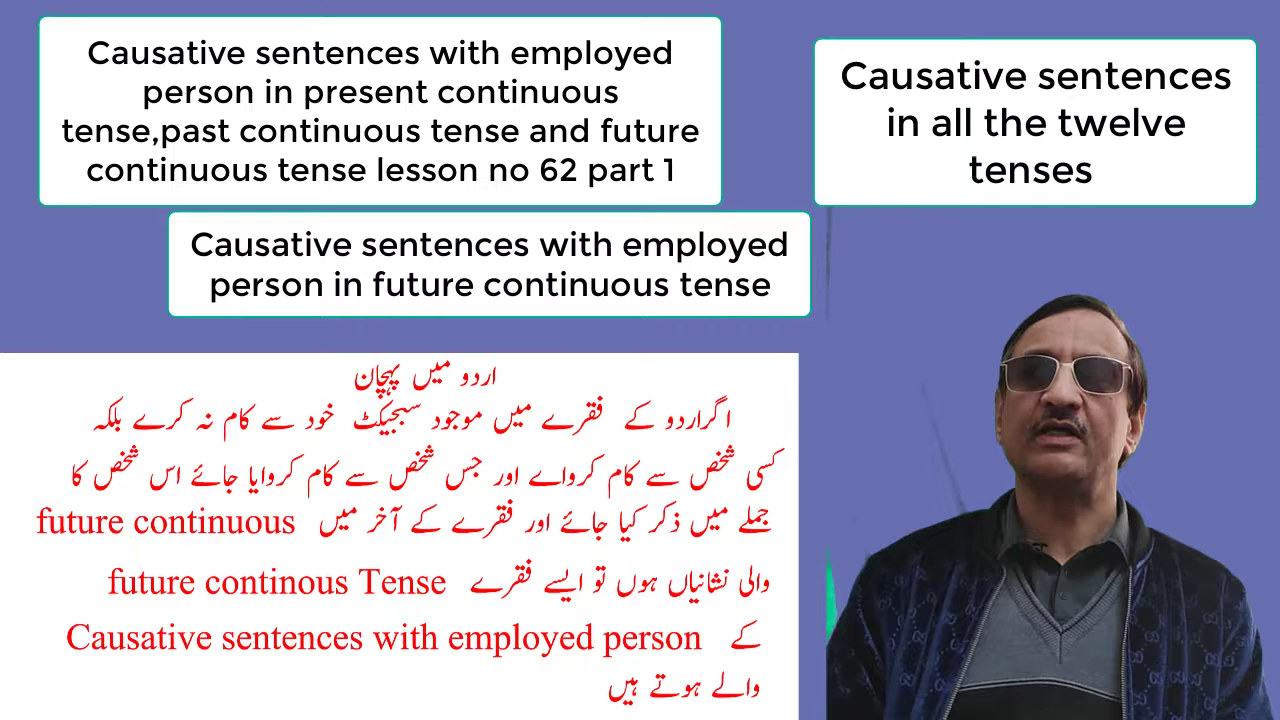 Causative sentences with employed
person in present continuous
tense,past continuous tense and future
continuous tense lesson no 62 part 1
Causative sentences
in all the twelve
tenses
Causative sentences with employed
person in future continuous tense
اردو میں پہچان
اگراردو کے فقرے میں موجود سبجیکٹ خود سے کام نہ کرے بلکہ
کسی شخص سے کام کرواے اور جس شخص سے کام کروایا جائے اس شخص کا
جملے میں ذکر کیا جائے اور فقرے کے آخر میں future continuous
والی نشانیاں ہوں تو ایسے فقرے future continous Tense
کے Causative sentences with employed person
والے ہوتے ہیں